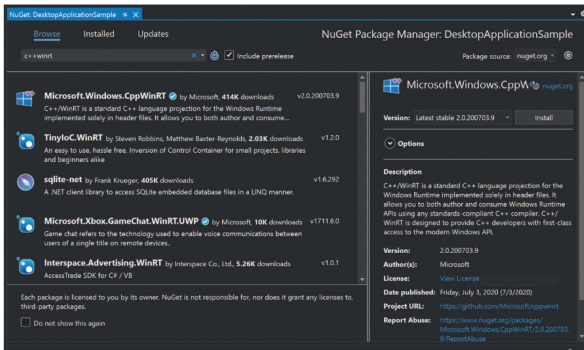 NuGet: DesktopApplicationSample
Browse Installed Updates
NuGet Package Manager: DesktopApplicationSample
c++winrt
Include prerelease
Package source: nuget.org
Microsoft.Windows.CppWinRT by Microsoft, 414K downloads v2.0.200703.9
C++/WinRT is a standard C++ language projection for the Windows Runtime
implemented solely in header files. It allows you to both author and consume...
TinyIoC.WinRT by Steven Robbins, Matthew Baxter-Reynolds, 2.03K downloads v1.2.0
An easy to use, hassle free, Inversion of Control Container for small projects, libraries
and beginners alike
sqlite-net by Frank Krueger, 405K downloads v1.6.292
A .NET client library to access SQLite embedded database files in a LINQ manner.
Microsoft.Xbox.GameChat.WinRT.UWP by Microsoft, 10K downloads v1711.6.0
Game chat refers to the technology used to enable voice communications between
users of a single title on remote devices.
Interspace.Advertising.WinRT by Interspace Co., Ltd., 5.26K downloads v1.0.1
AccessTrade SDK for C# / VB
Each package is licensed to you by its owner. NuGet is not responsible, nor does it grant any licenses to,
third-party packages.
Do not show this again
Microsoft.Windows.CppW nuget.org
Version: Latest stable 2.0.200703.9 Install
Options
Description
C++/WinRT is a standard C++ language projection for the
Windows Runtime implemented solely in header files. It
allows you to both author and consume Windows Runtime
APIs using any standards-compliant C++ compiler. C++/
WinRT is designed to provide C++ developers with first-class
access to the modern Windows API.
Version: 2.0.200703.9
Author(s): Microsoft
License: View License
Date published: Friday, July 3, 2020 (7/3/2020)
Project URL: https://github.com/Microsoft/cppwinrt
Report Abuse: https://www.nuget.org/packages/
Microsoft.Windows.CppWinRT/2.0.200703.
9/ReportAbuse